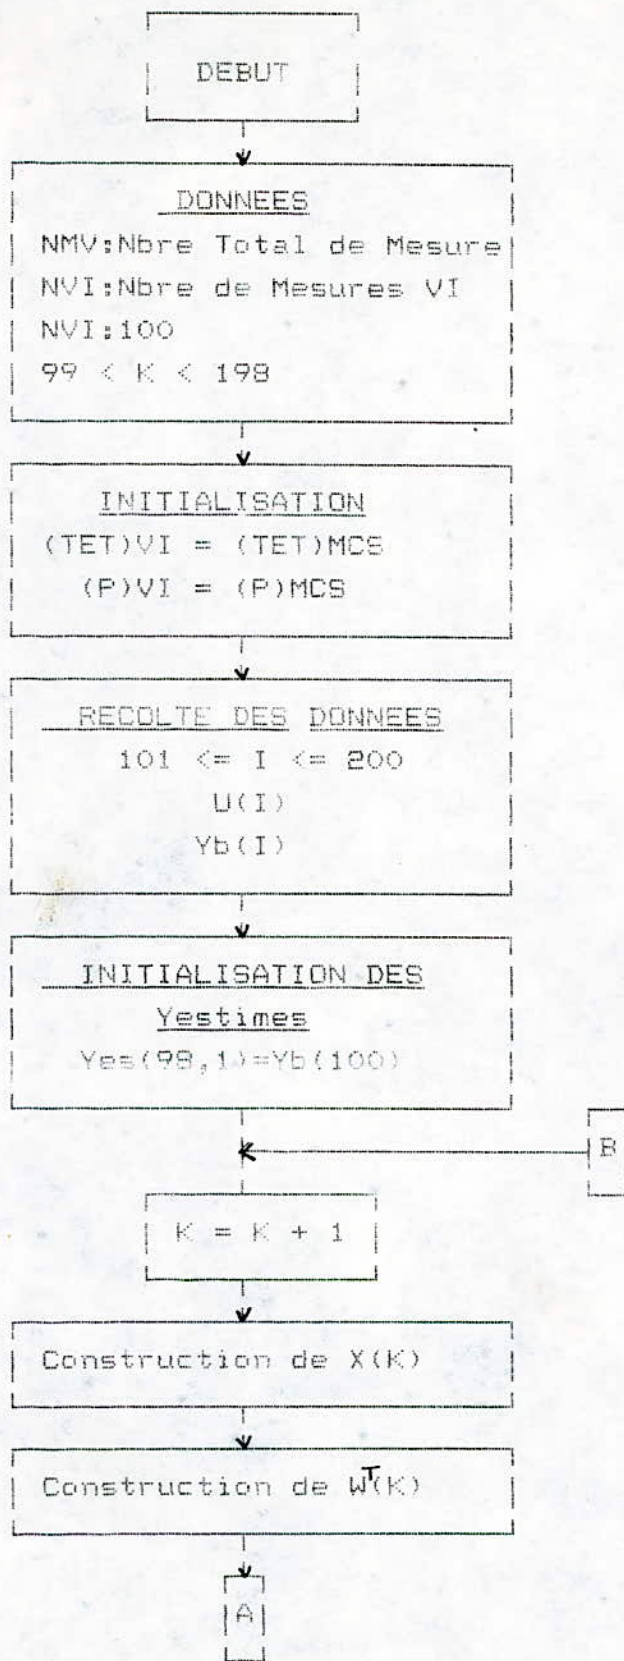 DEBUT
DONNEES
NMV:Nbre Total de Mesure
NVI:Nbre de Mesures VI
NVI:100
99 < K < 198
INITIALISATION
(TET)VI = (TET)MCS
(P)VI = (P)MCS
RECOLTE DES DONNEES
101 <= I <= 200
U(I)
Yb(I)
INITIALISATION DES
Yestimes
Yes(98,1)=Yb(100)
B
K = K + 1
Construction de X(K)
Construction de Wᵀ(K)
A